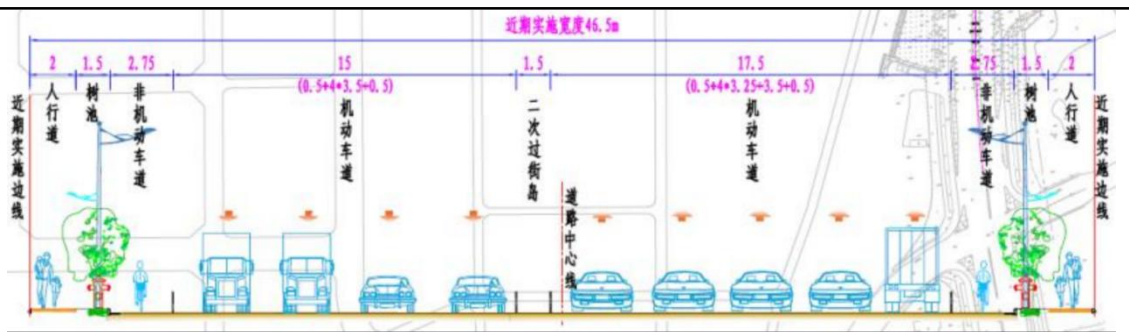 近期实施宽度46.5m
2 1.5 2.75 15 1.5 17.5 2.75 1.5 2
(0.5+4*3.5+0.5) (0.5+4*3.25+3.5+0.5)
近期实施边线
人行道
树池
非机动车道
机动车道
二次过街岛
道路中心线
机动车道
非机动车道
树池
人行道
近期实施边线